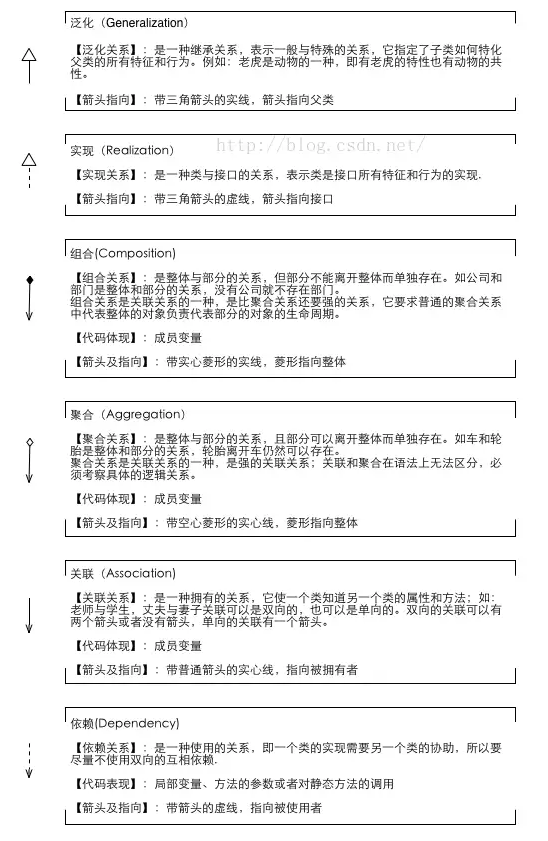 泛化（Generalization）
【泛化关系】：是一种继承关系，表示一般与特殊的关系，它指定了子类如何特化
父类的所有特征和行为。例如：老虎是动物的一种，即有老虎的特性也有动物的共
性。
【箭头指向】：带三角箭头的实线，箭头指向父类
http://blog.csdn.net/
实现（Realization）
【实现关系】：是一种类与接口的关系，表示类是接口所有特征和行为的实现.
【箭头指向】：带三角箭头的虚线，箭头指向接口
组合(Composition)
【组合关系】：是整体与部分的关系，但部分不能离开整体而单独存在。如公司和
部门是整体和部分的关系，没有公司就不存在部门。
组合关系是关联关系的一种，是比聚合关系还要强的关系，它要求普通的聚合关系
中代表整体的对象负责代表部分的对象的生命周期。
【代码体现】：成员变量
【箭头及指向】：带实心菱形的实线，菱形指向整体
聚合（Aggregation）
【聚合关系】：是整体与部分的关系，且部分可以离开整体而单独存在。如车和轮
胎是整体和部分的关系，轮胎离开车仍然可以存在。
聚合关系是关联关系的一种，是强的关联关系；关联和聚合在语法上无法区分，必
须考察具体的逻辑关系。
【代码体现】：成员变量
【箭头及指向】：带空心菱形的实心线，菱形指向整体
关联（Association)
【关联关系】：是一种拥有的关系，它使一个类知道另一个类的属性和方法；如：
老师与学生，丈夫与妻子关联可以是双向的，也可以是单向的。双向的关联可以有
两个箭头或者没有箭头，单向的关联有一个箭头。
【代码体现】：成员变量
【箭头及指向】：带普通箭头的实心线，指向被拥有者
依赖(Dependency)
【依赖关系】：是一种使用的关系，即一个类的实现需要另一个类的协助，所以要
尽量不使用双向的互相依赖.
【代码表现】：局部变量、方法的参数或者对静态方法的调用
【箭头及指向】：带箭头的虚线，指向被使用者